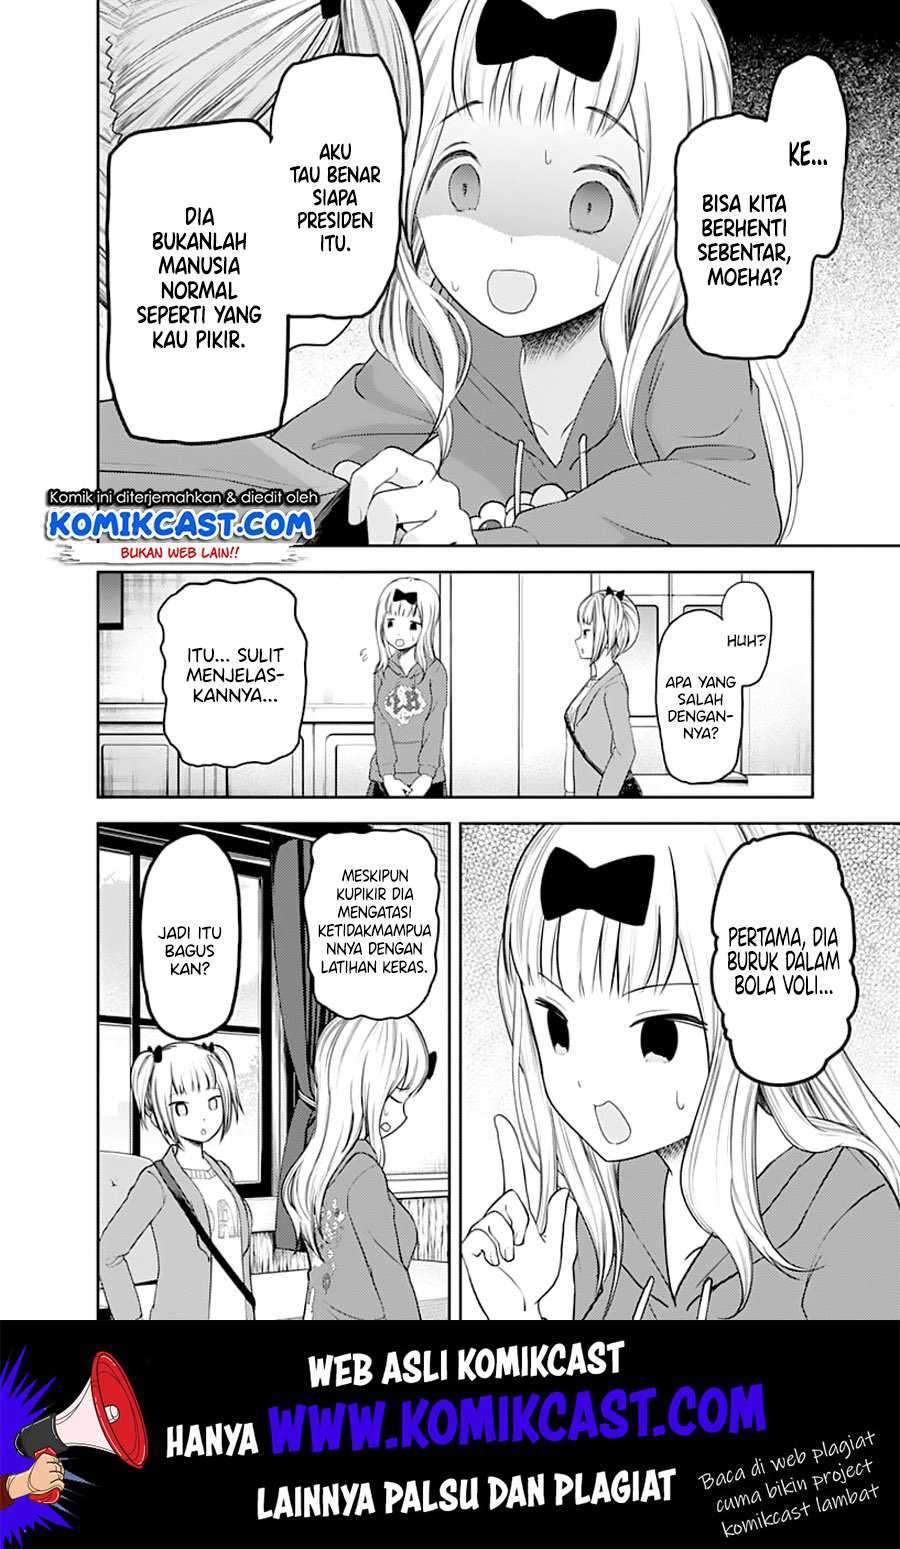 KE...
BISA KITA
BERHENTI
SEBENTAR,
MOEHA?
AKU
TAU BENAR
SIAPA
PRESIDEN
ITU.
DIA
BUKANLAH
MANUSIA
NORMAL
SEPERTI YANG
KAU PIKIR.
Komik ini diterjemahkan & diedit oleh
KOMIKCAST.COM
BUKAN WEB LAIN!!
HUH?
APA YANG
SALAH
DENGAN-
NYA?
ITU... SULIT
MENJELAS-
KANNYA...
PERTAMA, DIA
BURUK DALAM
BOLA VOLI...
MESKIPUN
KUPIKIR DIA
MENGATASI
KETIDAKMAMPUA
NNYA DENGAN
LATIHAN KERAS.
JADI ITU
BAGUS
KAN?
WEB ASLI KOMIKCAST
HANYA WWW.KOMIKCAST.COM
LAINNYA PALSU DAN PLAGIAT
Baca di web plagiat
cuma bikin project
komikcast lambat